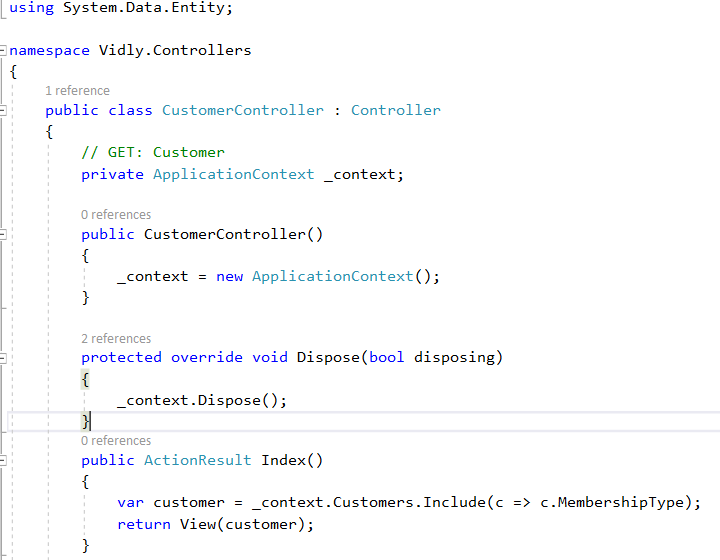 using System.Data.Entity;
namespace Vidly.Controllers
{
1 reference
public class CustomerController : Controller
{
// GET: Customer
private ApplicationContext _context;
0 references
public CustomerController()
{
_context = new ApplicationContext();
}
2 references
protected override void Dispose(bool disposing)
{
_context.Dispose();
}
0 references
public ActionResult Index()
{
var customer = _context.Customers.Include(c => c.MembershipType);
return View(customer);
}